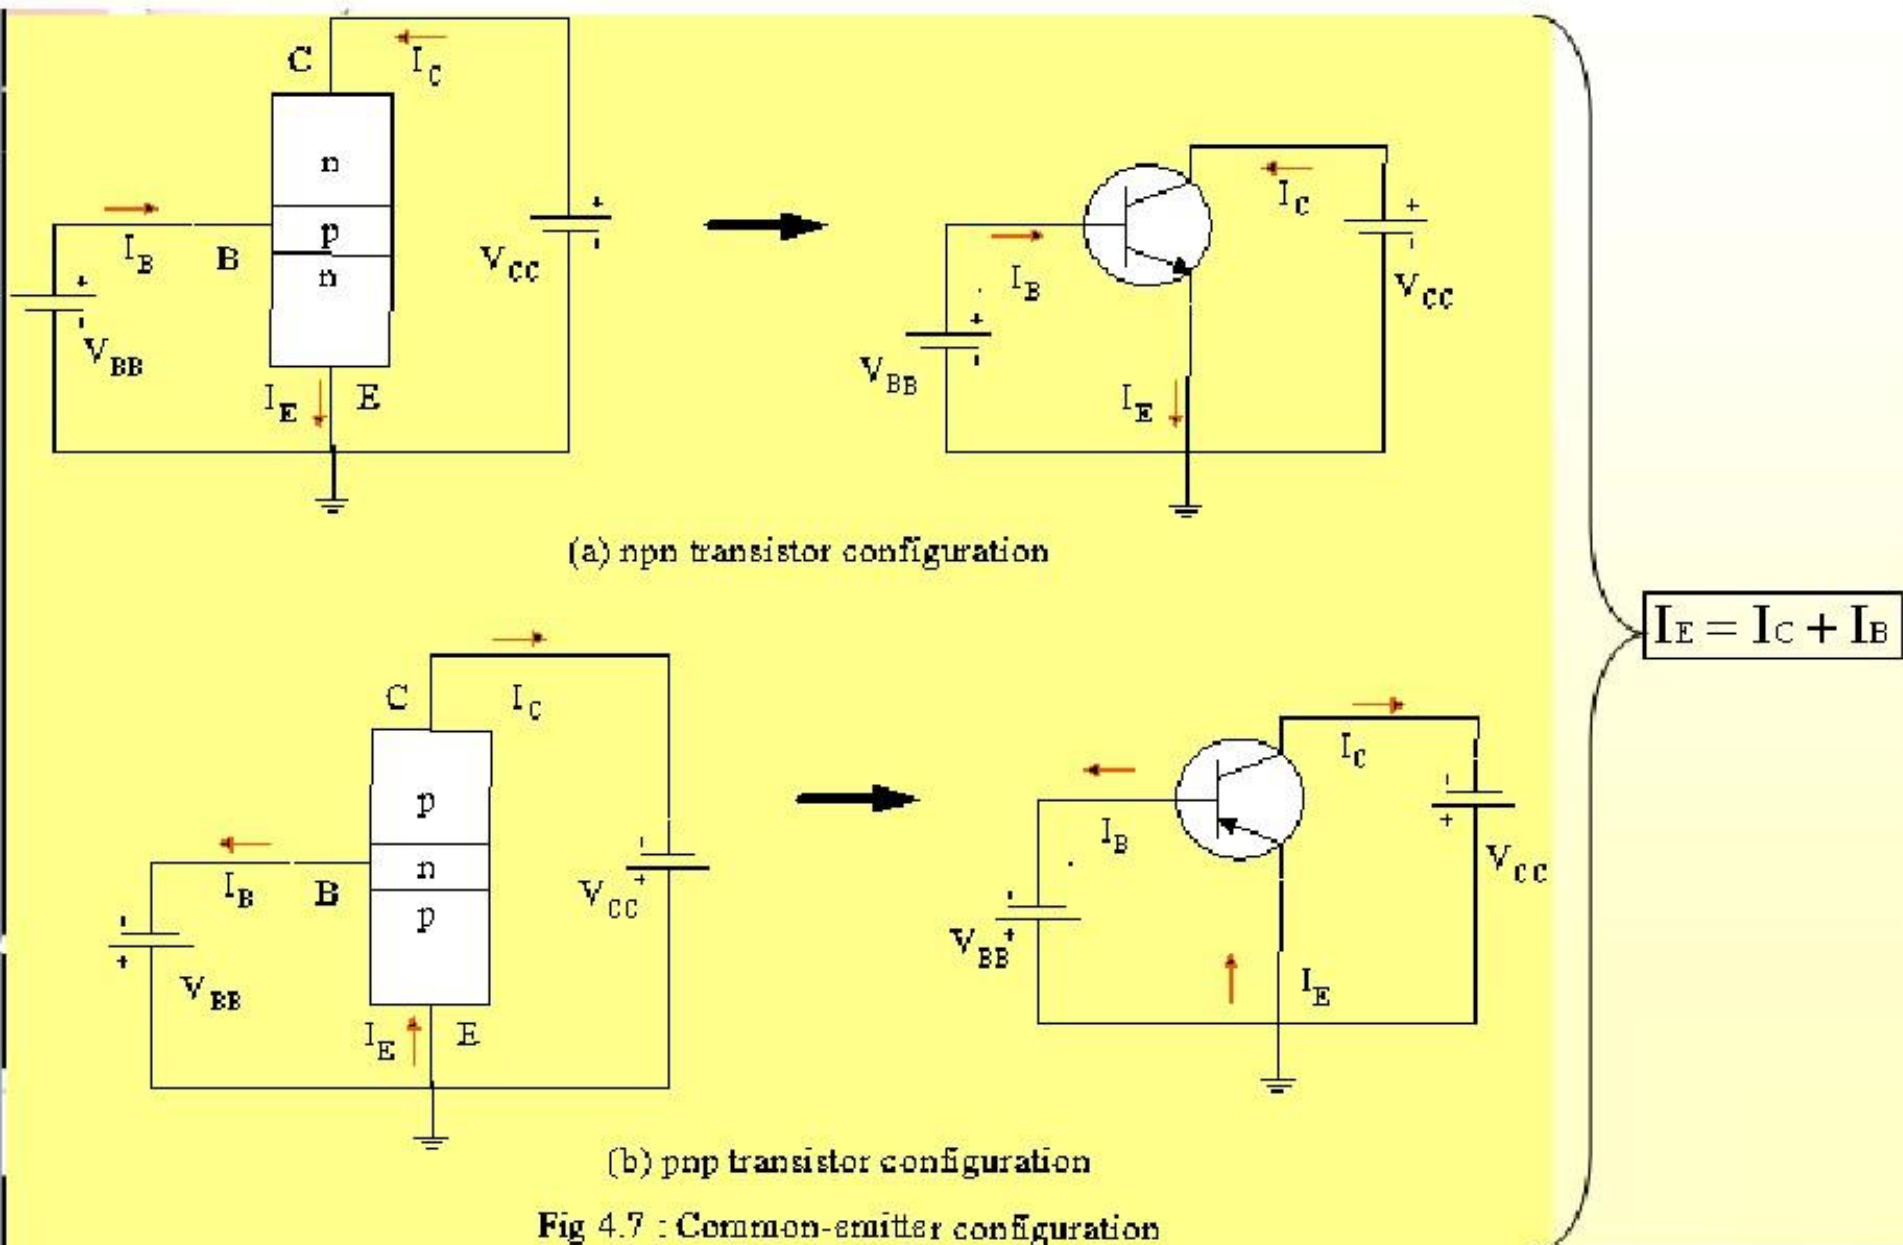 C
I_C
n
p
n
I_B
B
V_BB
+
-
V_CC
+
-
I_E
E
I_C
I_B
+
-
V_CC
+
-
V_BB
I_E
(a) npn transistor configuration
I_E = I_C + I_B
C
I_C
p
n
p
I_B
B
-
+
V_BB
-
+
V_CC
I_E
E
I_C
I_B
-
+
V_CC
-
+
V_BB
I_E
(b) pnp transistor configuration
Fig 4.7 : Common-emitter configuration